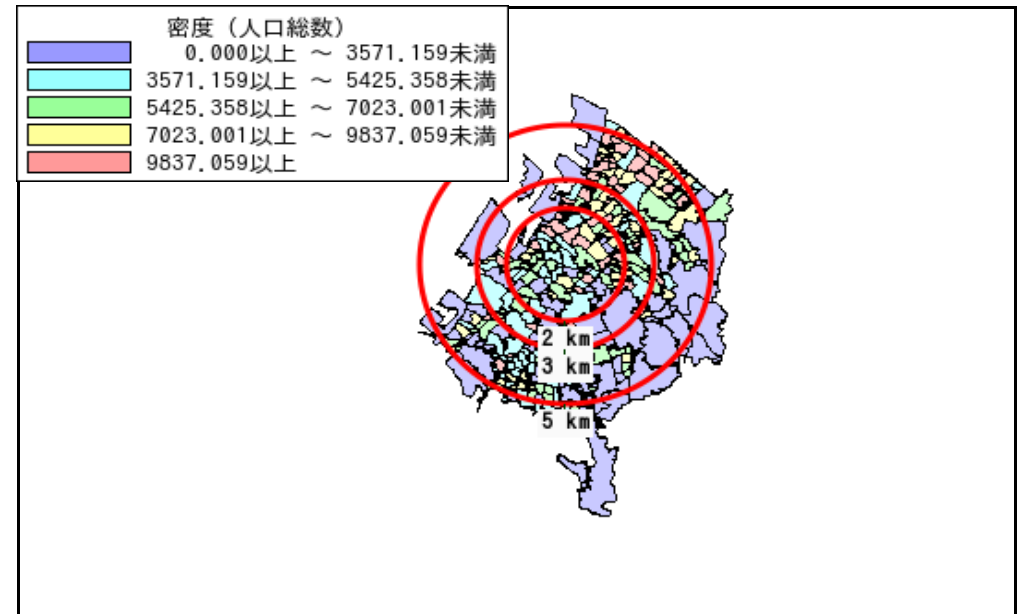 密度（人口総数）
0.000以上 ～ 3571.159未満
3571.159以上 ～ 5425.358未満
5425.358以上 ～ 7023.001未満
7023.001以上 ～ 9837.059未満
9837.059以上
2 km
3 km
5 km